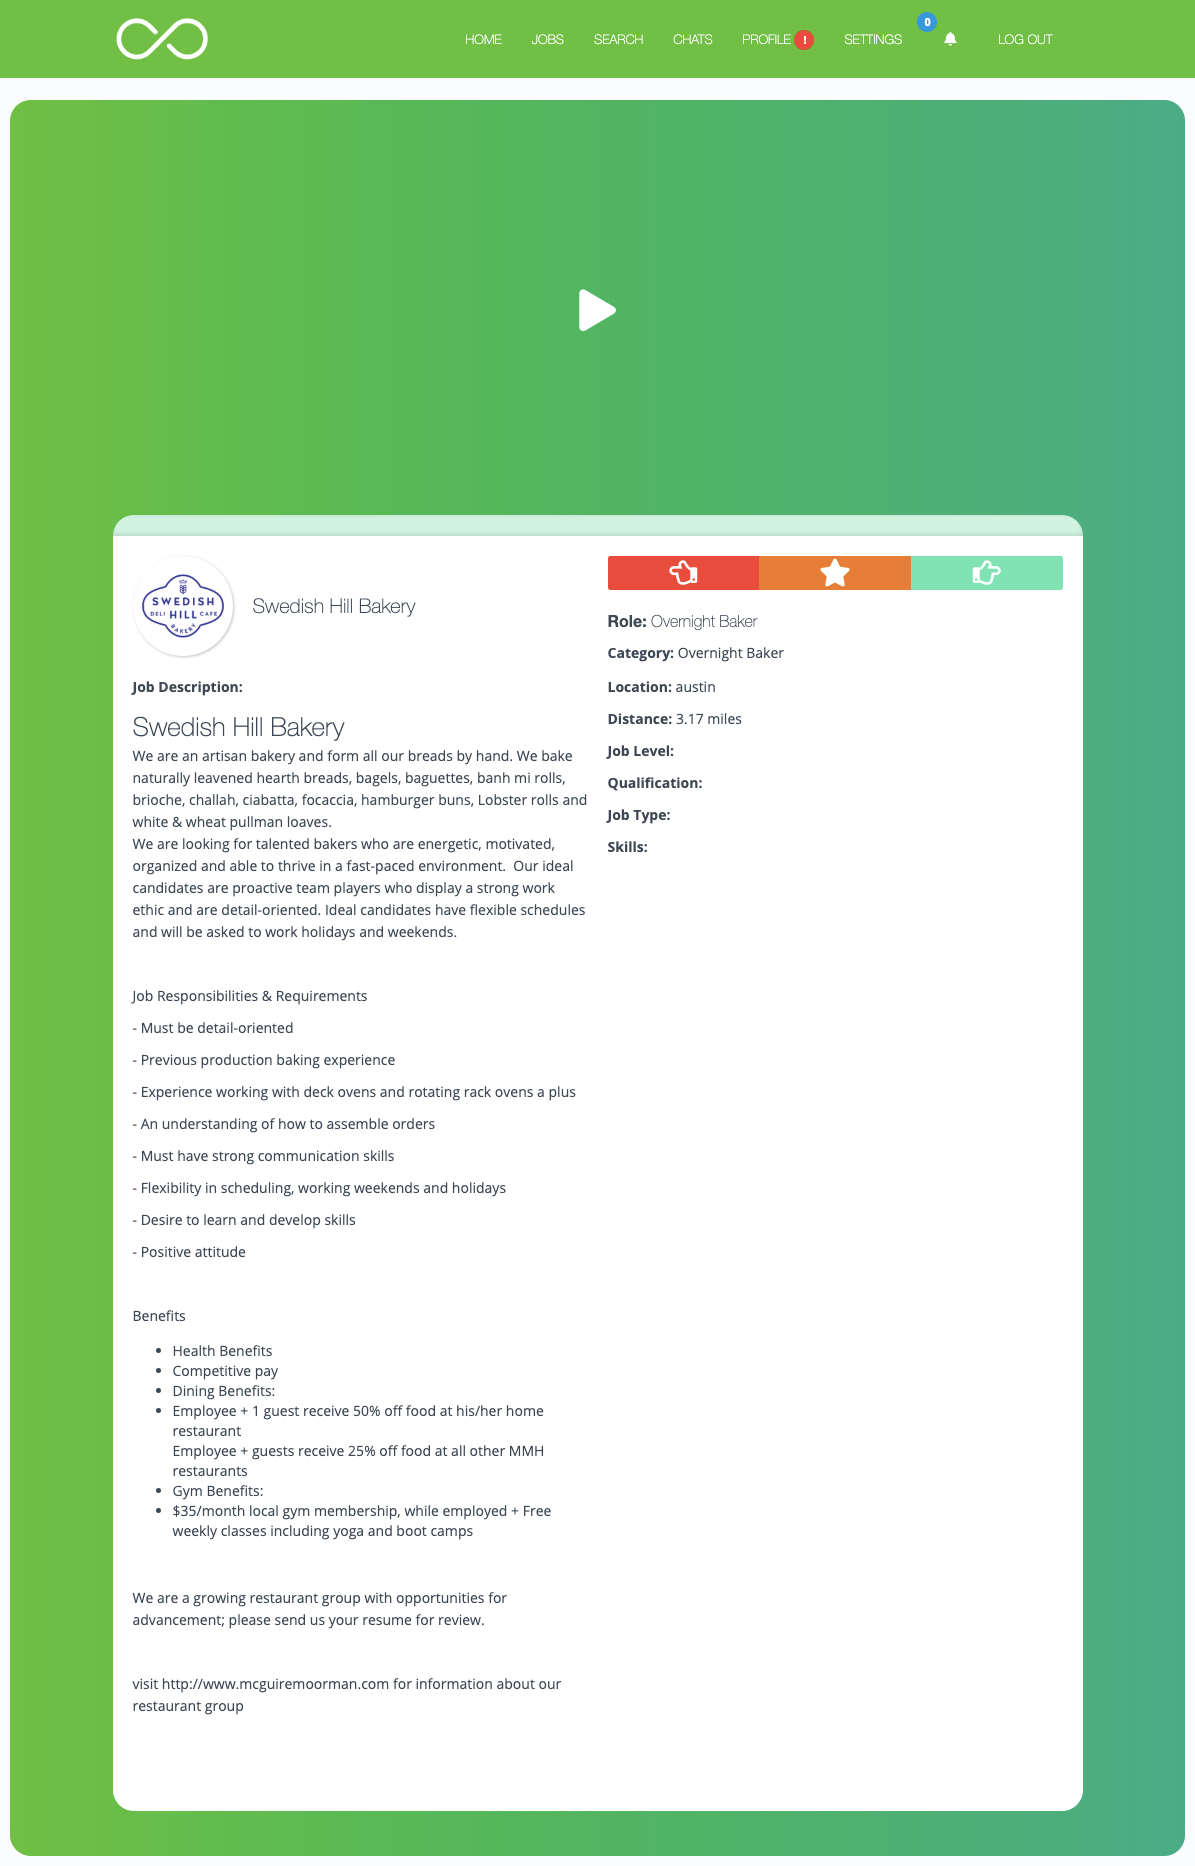 HOME JOBS SEARCH CHATS PROFILE ! SETTINGS 0 LOG OUT
SWEDISH
DELI HILL CAFE
BAKERY
Swedish Hill Bakery
Job Description:
Swedish Hill Bakery
We are an artisan bakery and form all our breads by hand. We bake
naturally leavened hearth breads, bagels, baguettes, banh mi rolls,
brioche, challah, ciabatta, focaccia, hamburger buns, Lobster rolls and
white & wheat pullman loaves.
We are looking for talented bakers who are energetic, motivated,
organized and able to thrive in a fast-paced environment.  Our ideal
candidates are proactive team players who display a strong work
ethic and are detail-oriented. Ideal candidates have flexible schedules
and will be asked to work holidays and weekends.
Job Responsibilities & Requirements
- Must be detail-oriented
- Previous production baking experience
- Experience working with deck ovens and rotating rack ovens a plus
- An understanding of how to assemble orders
- Must have strong communication skills
- Flexibility in scheduling, working weekends and holidays
- Desire to learn and develop skills
- Positive attitude
Benefits
• Health Benefits
• Competitive pay
• Dining Benefits:
• Employee + 1 guest receive 50% off food at his/her home
restaurant
Employee + guests receive 25% off food at all other MMH
restaurants
• Gym Benefits:
• $35/month local gym membership, while employed + Free
weekly classes including yoga and boot camps
We are a growing restaurant group with opportunities for
advancement; please send us your resume for review.
visit http://www.mcguiremoorman.com for information about our
restaurant group
Role: Overnight Baker
Category: Overnight Baker
Location: austin
Distance: 3.17 miles
Job Level:
Qualification:
Job Type:
Skills: